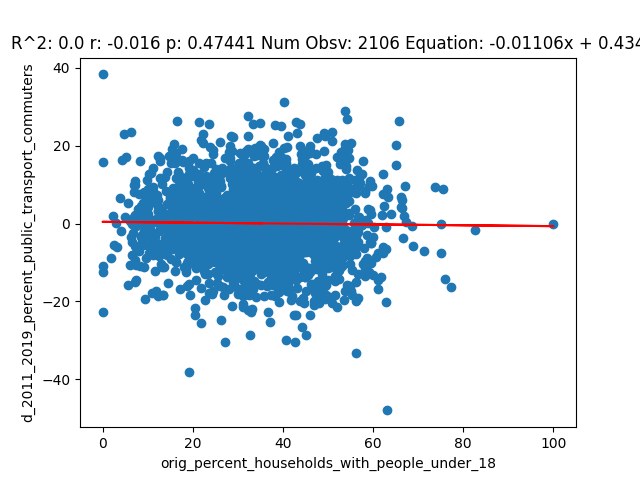 R^2: 0.0 r: -0.016 p: 0.47441 Num Obsv: 2106 Equation: -0.01106x + 0.434
d_2011_2019_percent_public_transport_commuters
40
20
0
−20
−40
0 20 40 60 80 100
orig_percent_households_with_people_under_18